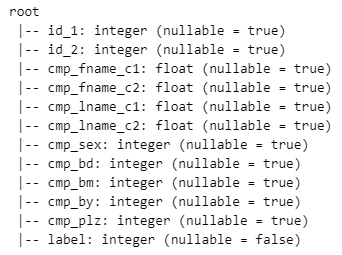 root
 |-- id_1: integer (nullable = true)
 |-- id_2: integer (nullable = true)
 |-- cmp_fname_c1: float (nullable = true)
 |-- cmp_fname_c2: float (nullable = true)
 |-- cmp_lname_c1: float (nullable = true)
 |-- cmp_lname_c2: float (nullable = true)
 |-- cmp_sex: integer (nullable = true)
 |-- cmp_bd: integer (nullable = true)
 |-- cmp_bm: integer (nullable = true)
 |-- cmp_by: integer (nullable = true)
 |-- cmp_plz: integer (nullable = true)
 |-- label: integer (nullable = false)